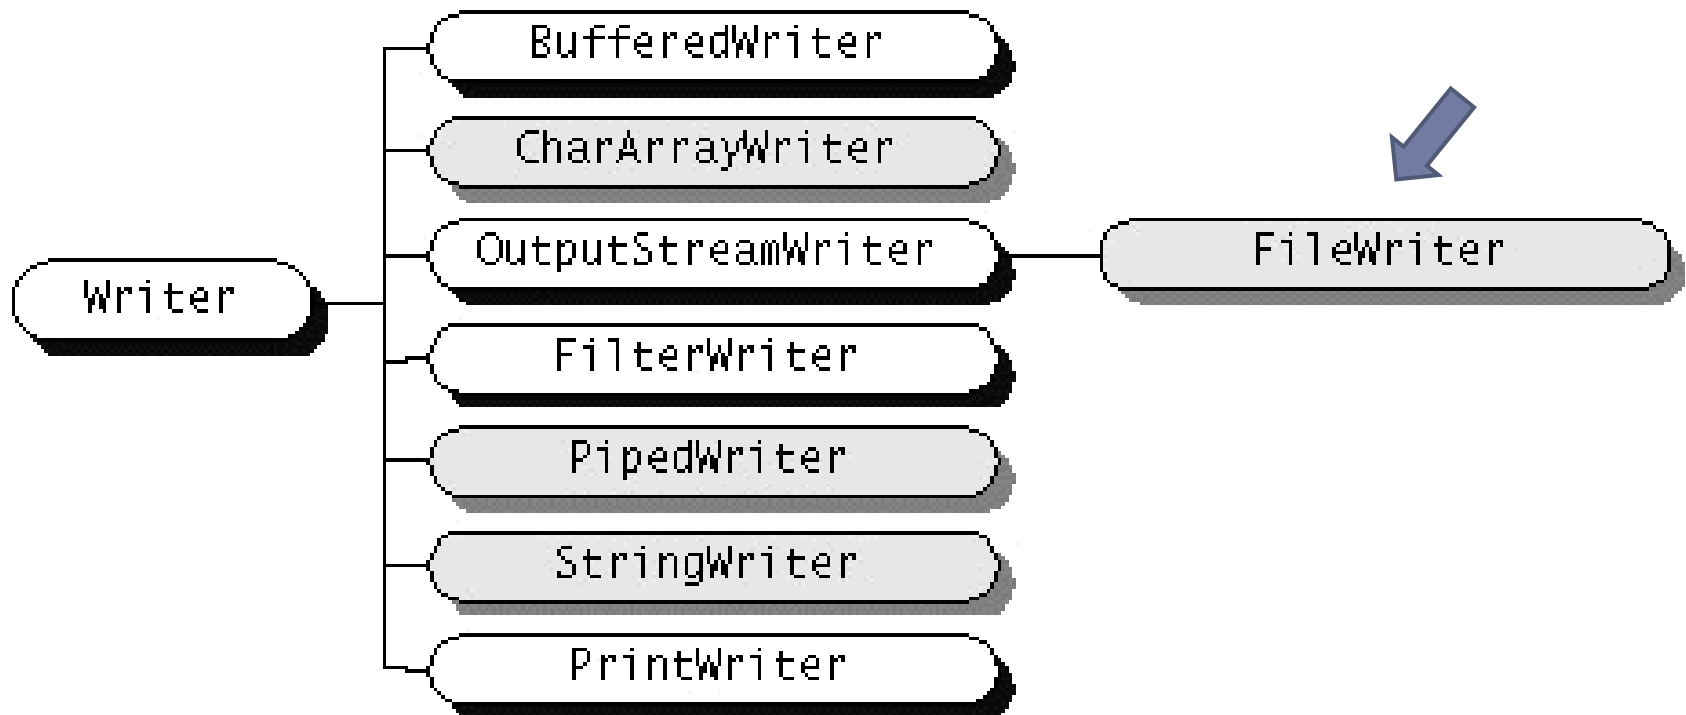 BufferedWriter
CharArrayWriter
OutputStreamWriter
FileWriter
Writer
FilterWriter
PipedWriter
StringWriter
PrintWriter